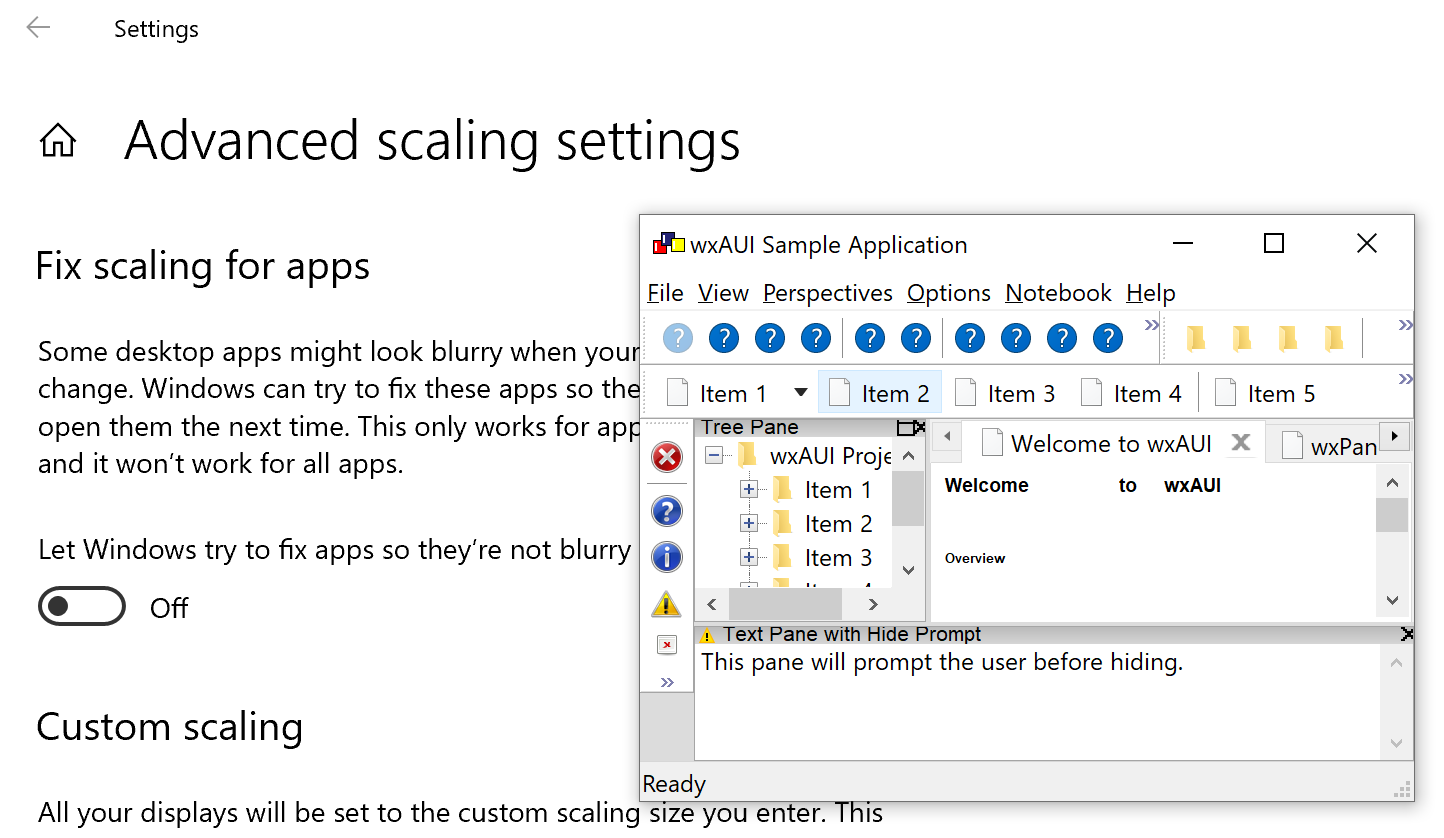 Settings
Advanced scaling settings
Fix scaling for apps
Some desktop apps might look blurry when your
change. Windows can try to fix these apps so the
open them the next time. This only works for app
and it won’t work for all apps.
Let Windows try to fix apps so they’re not blurry
Off
Custom scaling
All your displays will be set to the custom scaling size you enter. This
wxAUI Sample Application
File View Perspectives Options Notebook Help
Item 1 Item 2 Item 3 Item 4 Item 5
Tree Pane
wxAUI Proje
Item 1
Item 2
Item 3
Welcome to wxAUI wxPan
Welcome to wxAUI
Overview
Text Pane with Hide Prompt
This pane will prompt the user before hiding.
Ready